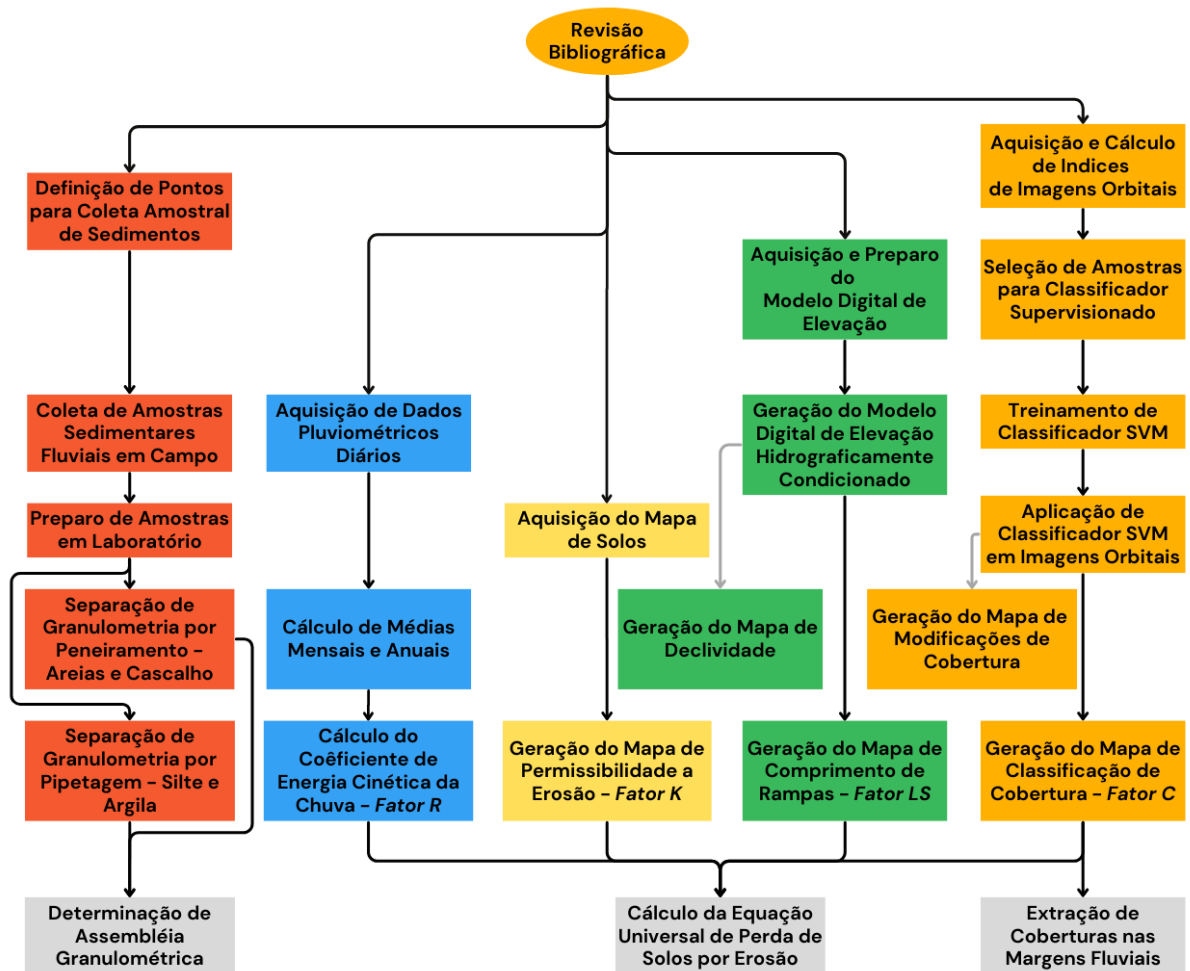 Revisão
Bibliográfica
Definição de Pontos
para Coleta Amostral
de Sedimentos
Coleta de Amostras
Sedimentares
Fluviais em Campo
Preparo de Amostras
em Laboratório
Separação de
Granulometria por
Peneiramento -
Areias e Cascalho
Separação de
Granulometria por
Pipetagem - Silte e
Argila
Determinação de
Assembléia
Granulométrica
Aquisição de Dados
Pluviométricos
Diários
Cálculo de Médias
Mensais e Anuais
Cálculo do
Coêficiente de
Energia Cinética da
Chuva - Fator R
Aquisição do Mapa
de Solos
Geração do Mapa de
Permissibilidade a
Erosão - Fator K
Aquisição e Preparo
do
Modelo Digital de
Elevação
Geração do Modelo
Digital de Elevação
Hidrograficamente
Condicionado
Geração do Mapa de
Declividade
Geração do Mapa de
Comprimento de
Rampas - Fator LS
Cálculo da Equação
Universal de Perda de
Solos por Erosão
Aquisição e Cálculo
de Indices
de Imagens Orbitais
Seleção de Amostras
para Classificador
Supervisionado
Treinamento de
Classificador SVM
Aplicação de
Classificador SVM
em Imagens Orbitais
Geração do Mapa de
Modificações de
Cobertura
Geração do Mapa de
Classificação de
Cobertura - Fator C
Extração de
Coberturas nas
Margens Fluviais